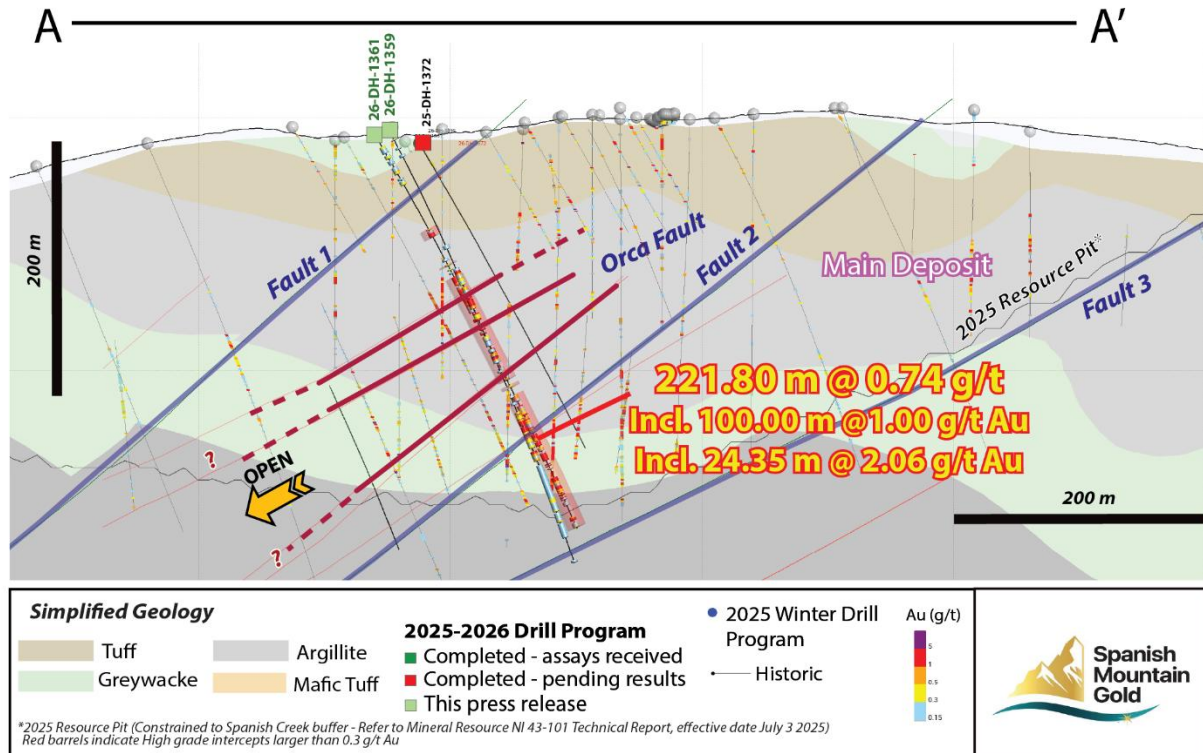 A
A'
26-DH-1361
26-DH-1359
25-DH-1372
200 m
Fault 1
Orca Fault
Fault 2
Main Deposit
2025 Resource Pit*
Fault 3
221.80 m @ 0.74 g/t
Incl. 100.00 m @1.00 g/t Au
Incl. 24.35 m @ 2.06 g/t Au
?
OPEN
?
200 m
Simplified Geology
Tuff
Argillite
Greywacke
Mafic Tuff
2025-2026 Drill Program
Completed - assays received
Completed - pending results
This press release
2025 Winter Drill
Program
Historic
Au (g/t)
5
1
0.5
0.3
0.15
Spanish
Mountain
Gold
*2025 Resource Pit (Constrained to Spanish Creek buffer - Refer to Mineral Resource NI 43-101 Technical Report, effective date July 3 2025)
Red barrels indicate High grade intercepts larger than 0.3 g/t Au